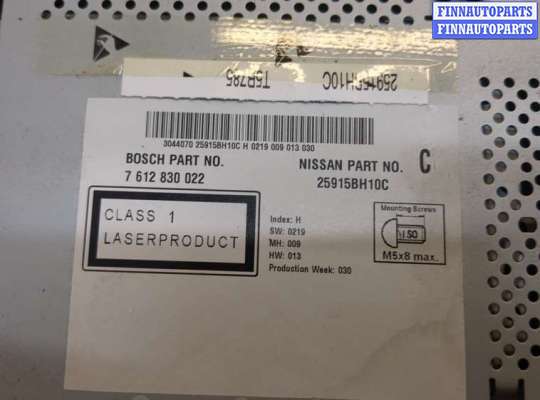 FINNAUTOPARTS
FINNAUTOPARTS
FINNAUTOPARTS
25915BH10C
T5R785
3044070 25915BH10C H 0219 009 013 030
BOSCH PART NO.
7 612 830 022
NISSAN PART NO.
25915BH10C
C
CLASS 1
LASERPRODUCT
Index: H
SW: 0219
MH: 009
HW: 013
Production Week: 030
Mounting Screws
ISO
M5x8 max.